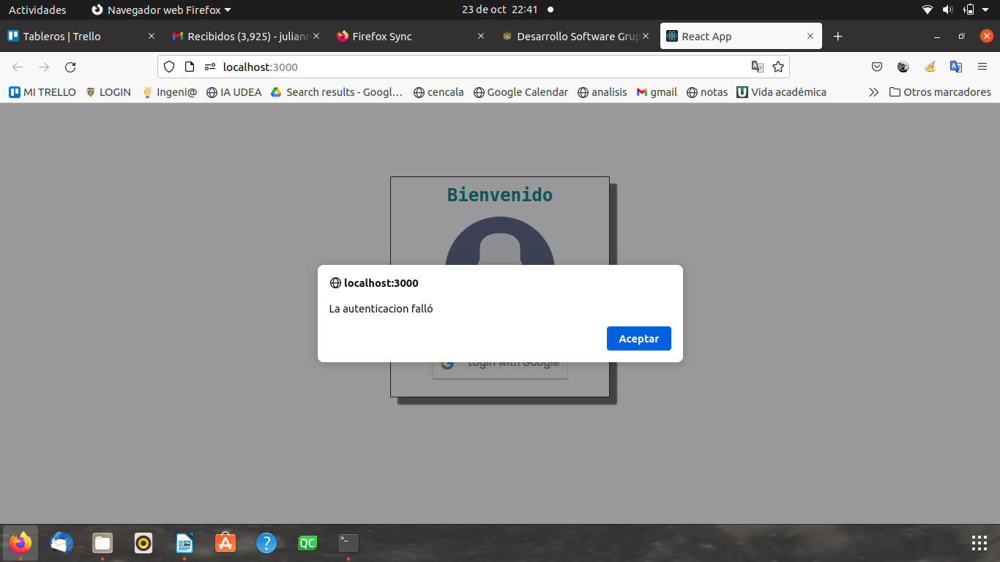 Actividades
Navegador web Firefox
23 de oct 22:41
Tableros | Trello
Recibidos (3,925) - julian
Firefox Sync
Desarrollo Software Grup
React App
localhost:3000
MI TRELLO
LOGIN
Ingeni@
IA UDEA
Search results - Googl…
cencala
Google Calendar
analisis
gmail
notas
Vida académica
Otros marcadores
Bienvenido
localhost:3000
La autenticacion falló
Aceptar
Login with Google
QC